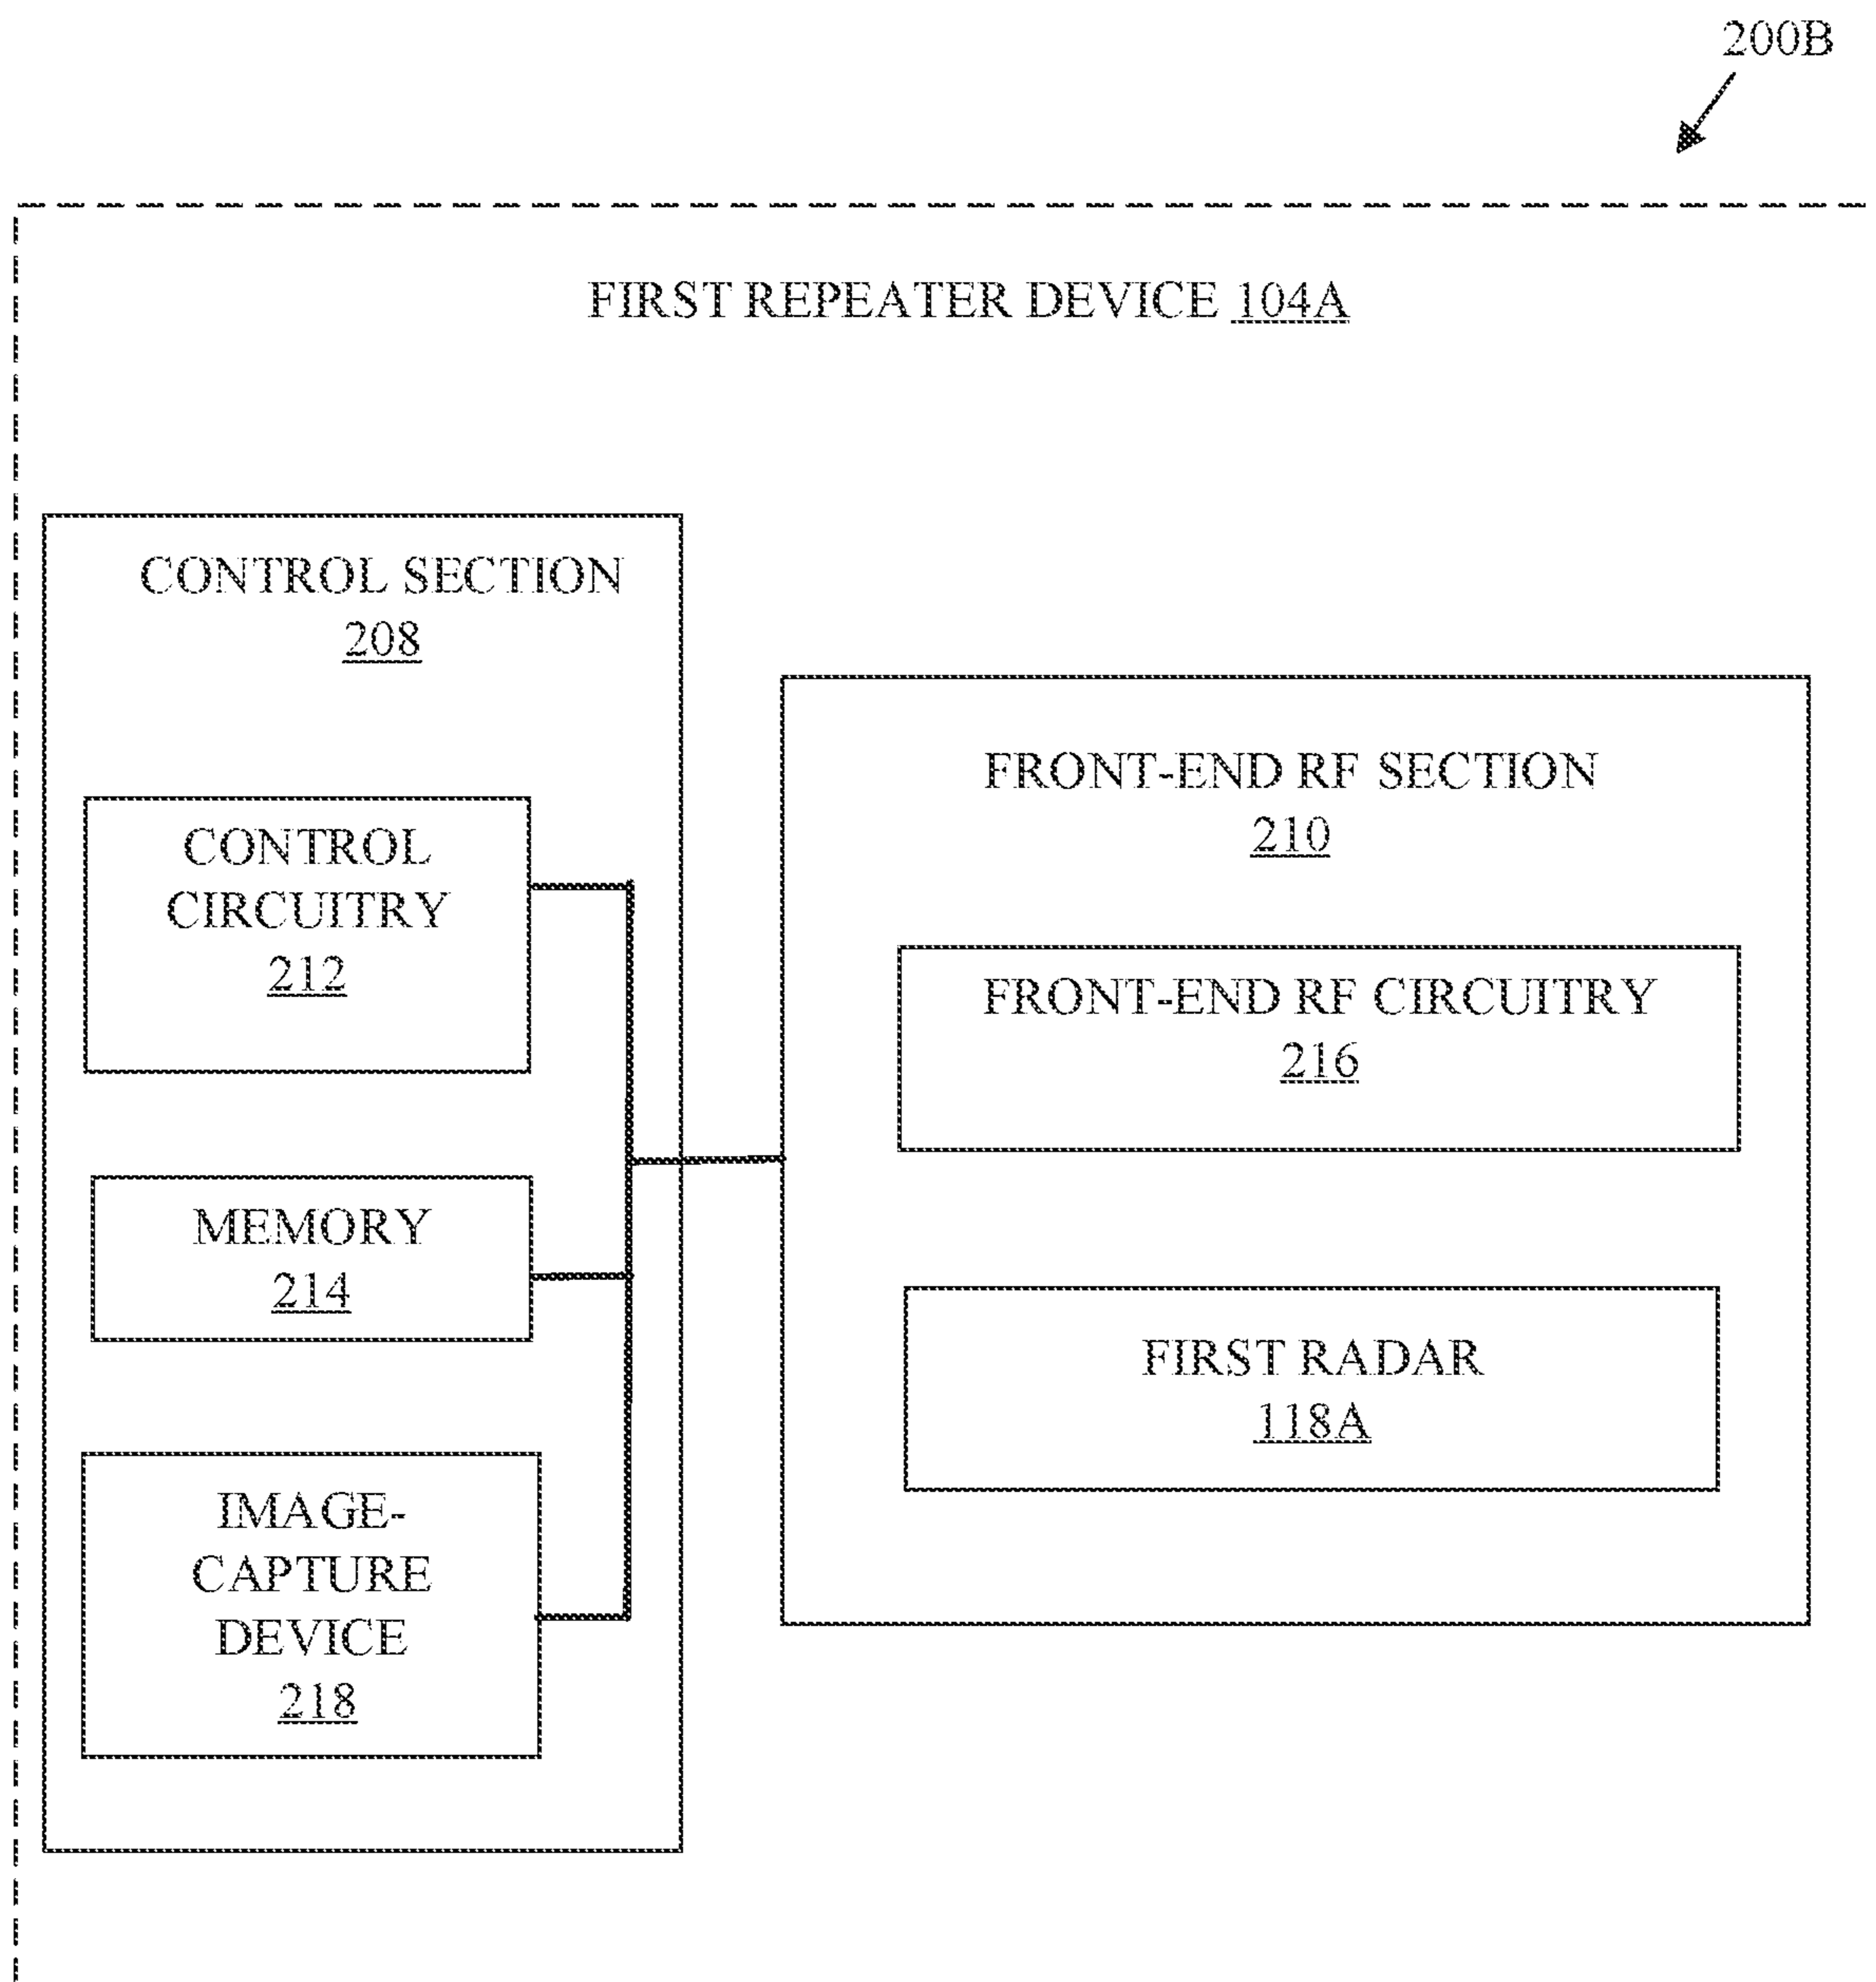 200B
FIRST REPEATER DEVICE 104A
CONTROL SECTION
208
CONTROL
CIRCUITRY
212
MEMORY
214
IMAGE-
CAPTURE
DEVICE
218
FRONT-END RF SECTION
210
FRONT-END RF CIRCUITRY
216
FIRST RADAR
118A